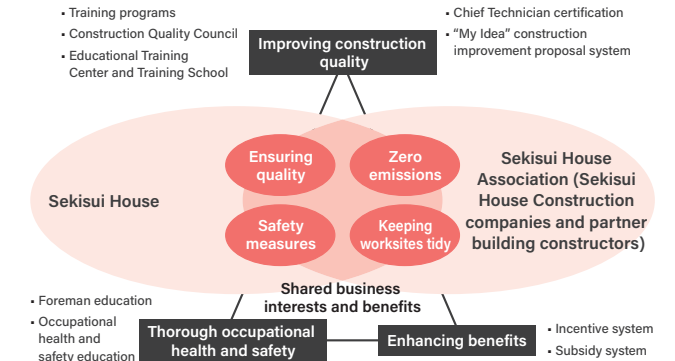 ▪ Training programs
▪ Construction Quality Council
▪ Educational Training
Center and Training School
Improving construction
quality
▪ Chief Technician certification
▪ “My Idea” construction
improvement proposal system
Sekisui House
Ensuring
quality
Zero
emissions
Safety
measures
Keeping
worksites tidy
Sekisui House
Association (Sekisui
House Construction
companies and partner
building constructors)
Shared business
interests and benefits
▪ Foreman education
▪ Occupational
health and
safety education
Thorough occupational
health and safety
Enhancing benefits
▪ Incentive system
▪ Subsidy system